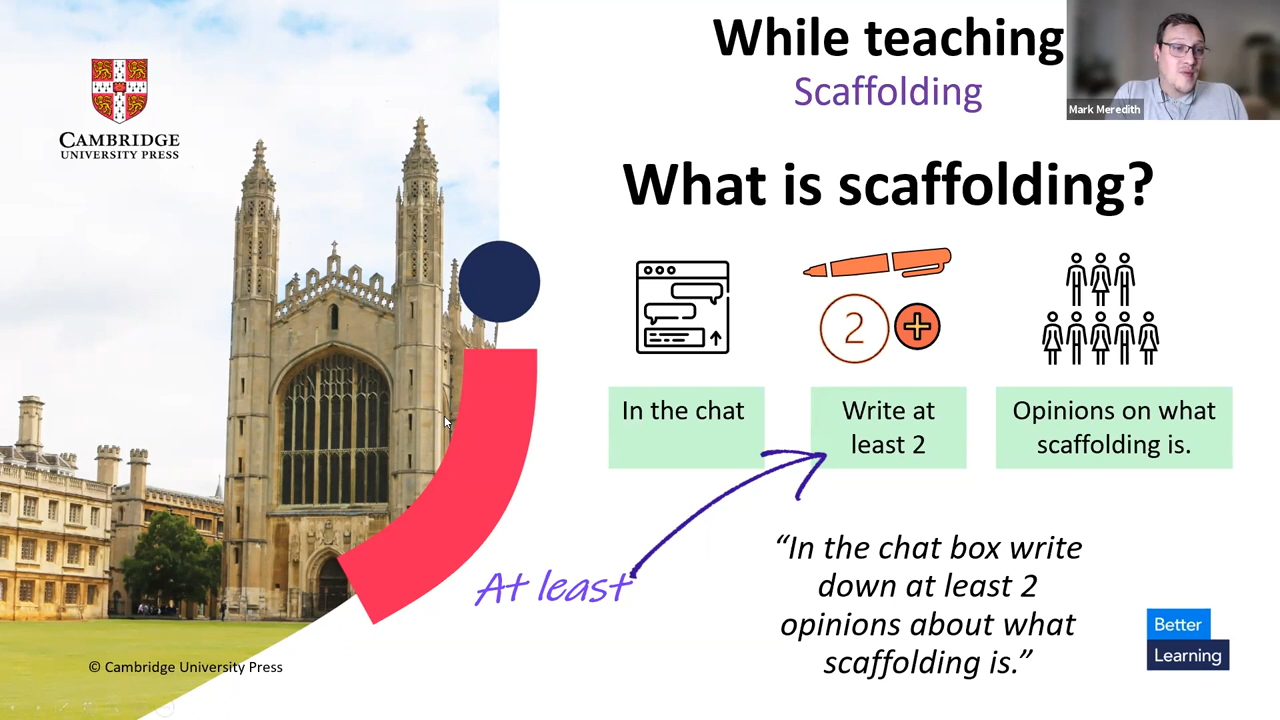 CAMBRIDGE
UNIVERSITY PRESS
While teaching
Scaffolding
Mark Meredith
What is scaffolding?
2
In the chat
Write at
least 2
Opinions on what
scaffolding is.
At least
“In the chat box write
down at least 2
opinions about what
scaffolding is.”
Better
Learning
© Cambridge University Press